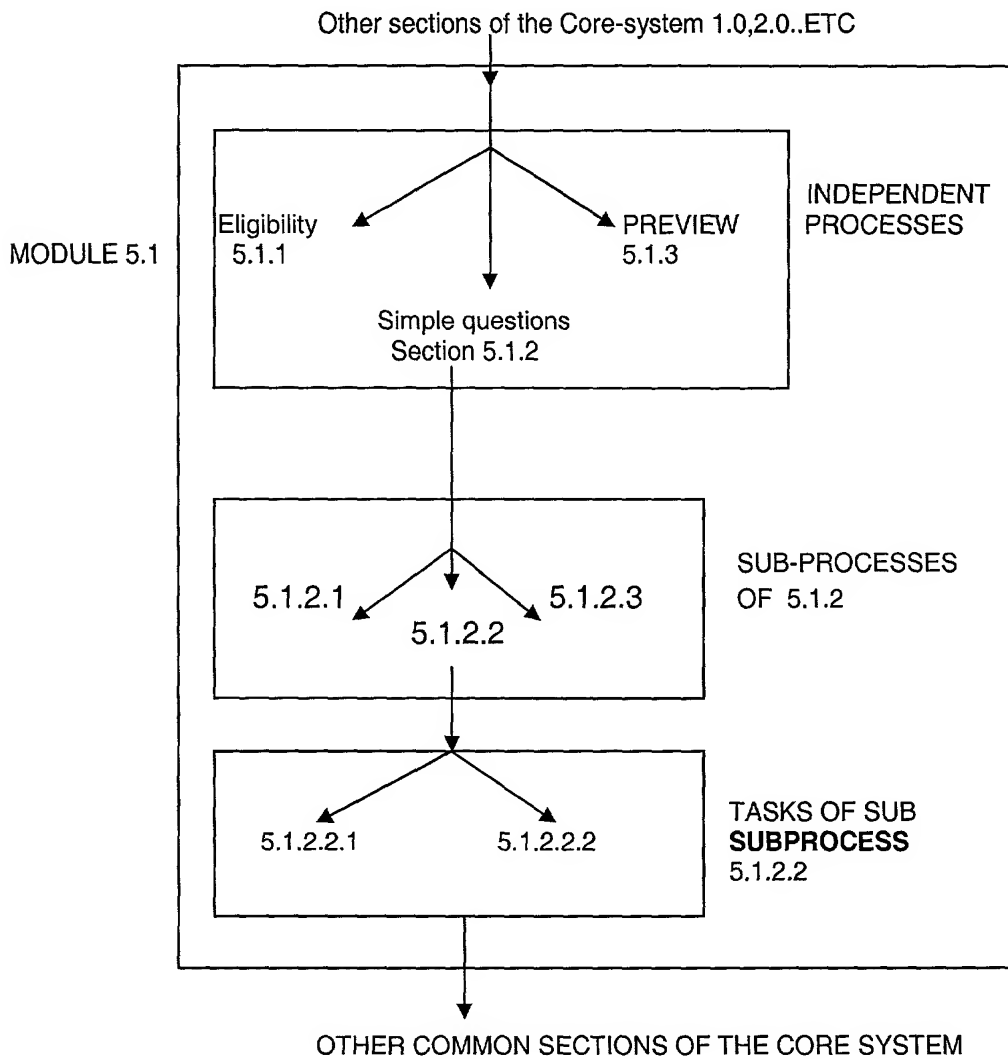 Other sections of the Core-system 1.0,2.0..ETC
INDEPENDENT
PROCESSES
Eligibility
5.1.1
PREVIEW
5.1.3
MODULE 5.1
Simple questions
Section 5.1.2
SUB-PROCESSES
OF 5.1.2
5.1.2.1
5.1.2.3
5.1.2.2
TASKS OF SUB
SUBPROCESS
5.1.2.2
5.1.2.2.1
5.1.2.2.2
OTHER COMMON SECTIONS OF THE CORE SYSTEM